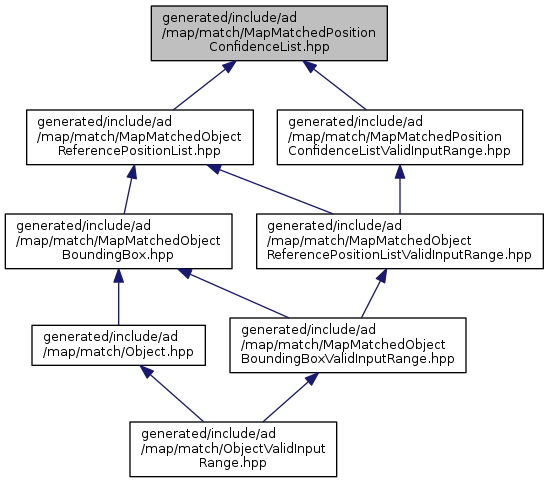 generated/include/ad
/map/match/MapMatchedPosition
ConfidenceList.hpp
generated/include/ad
/map/match/MapMatchedObject
ReferencePositionList.hpp
generated/include/ad
/map/match/MapMatchedPosition
ConfidenceListValidInputRange.hpp
generated/include/ad
/map/match/MapMatchedObject
BoundingBox.hpp
generated/include/ad
/map/match/MapMatchedObject
ReferencePositionListValidInputRange.hpp
generated/include/ad
/map/match/Object.hpp
generated/include/ad
/map/match/MapMatchedObject
BoundingBoxValidInputRange.hpp
generated/include/ad
/map/match/ObjectValidInput
Range.hpp